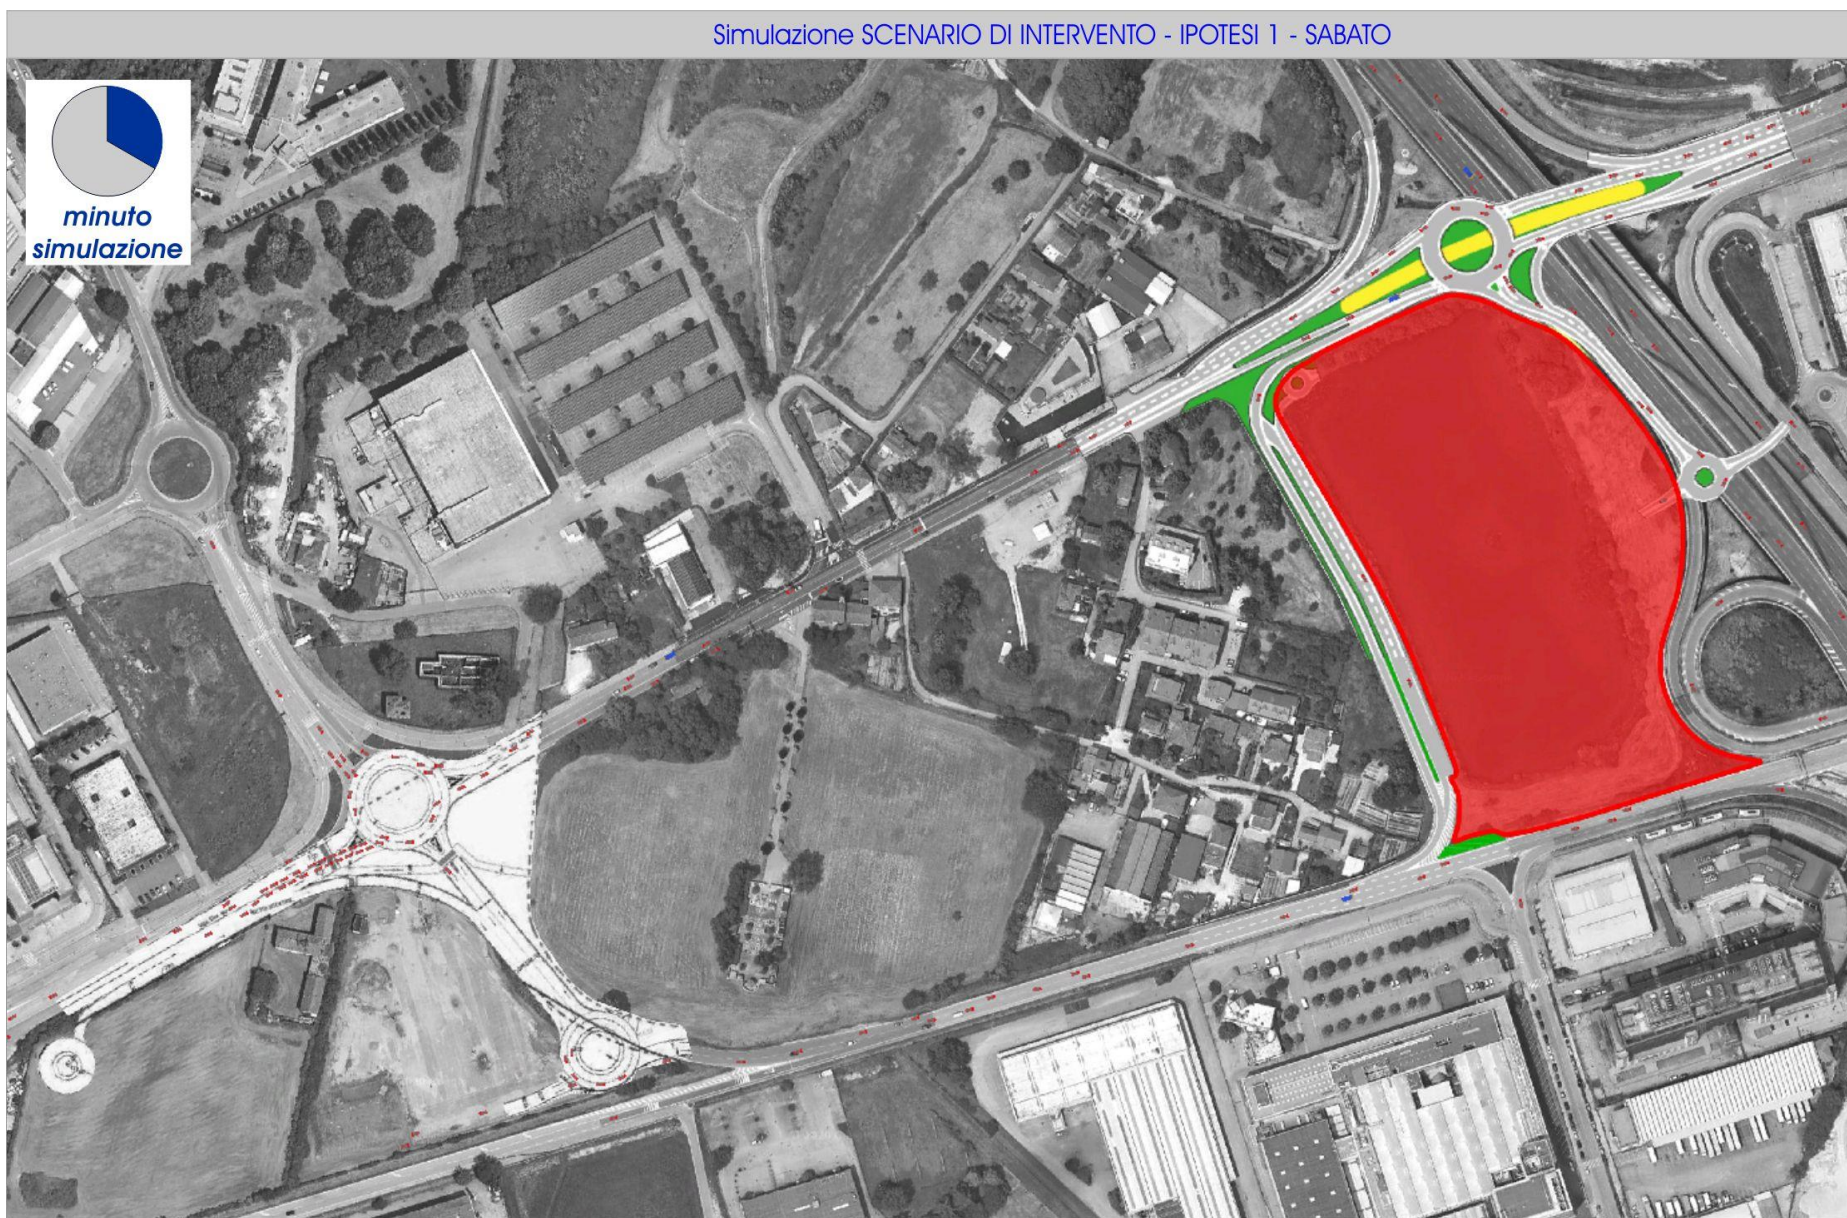 Simulazione SCENARIO DI INTERVENTO - IPOTESI 1 - SABATO
minuto
simulazione